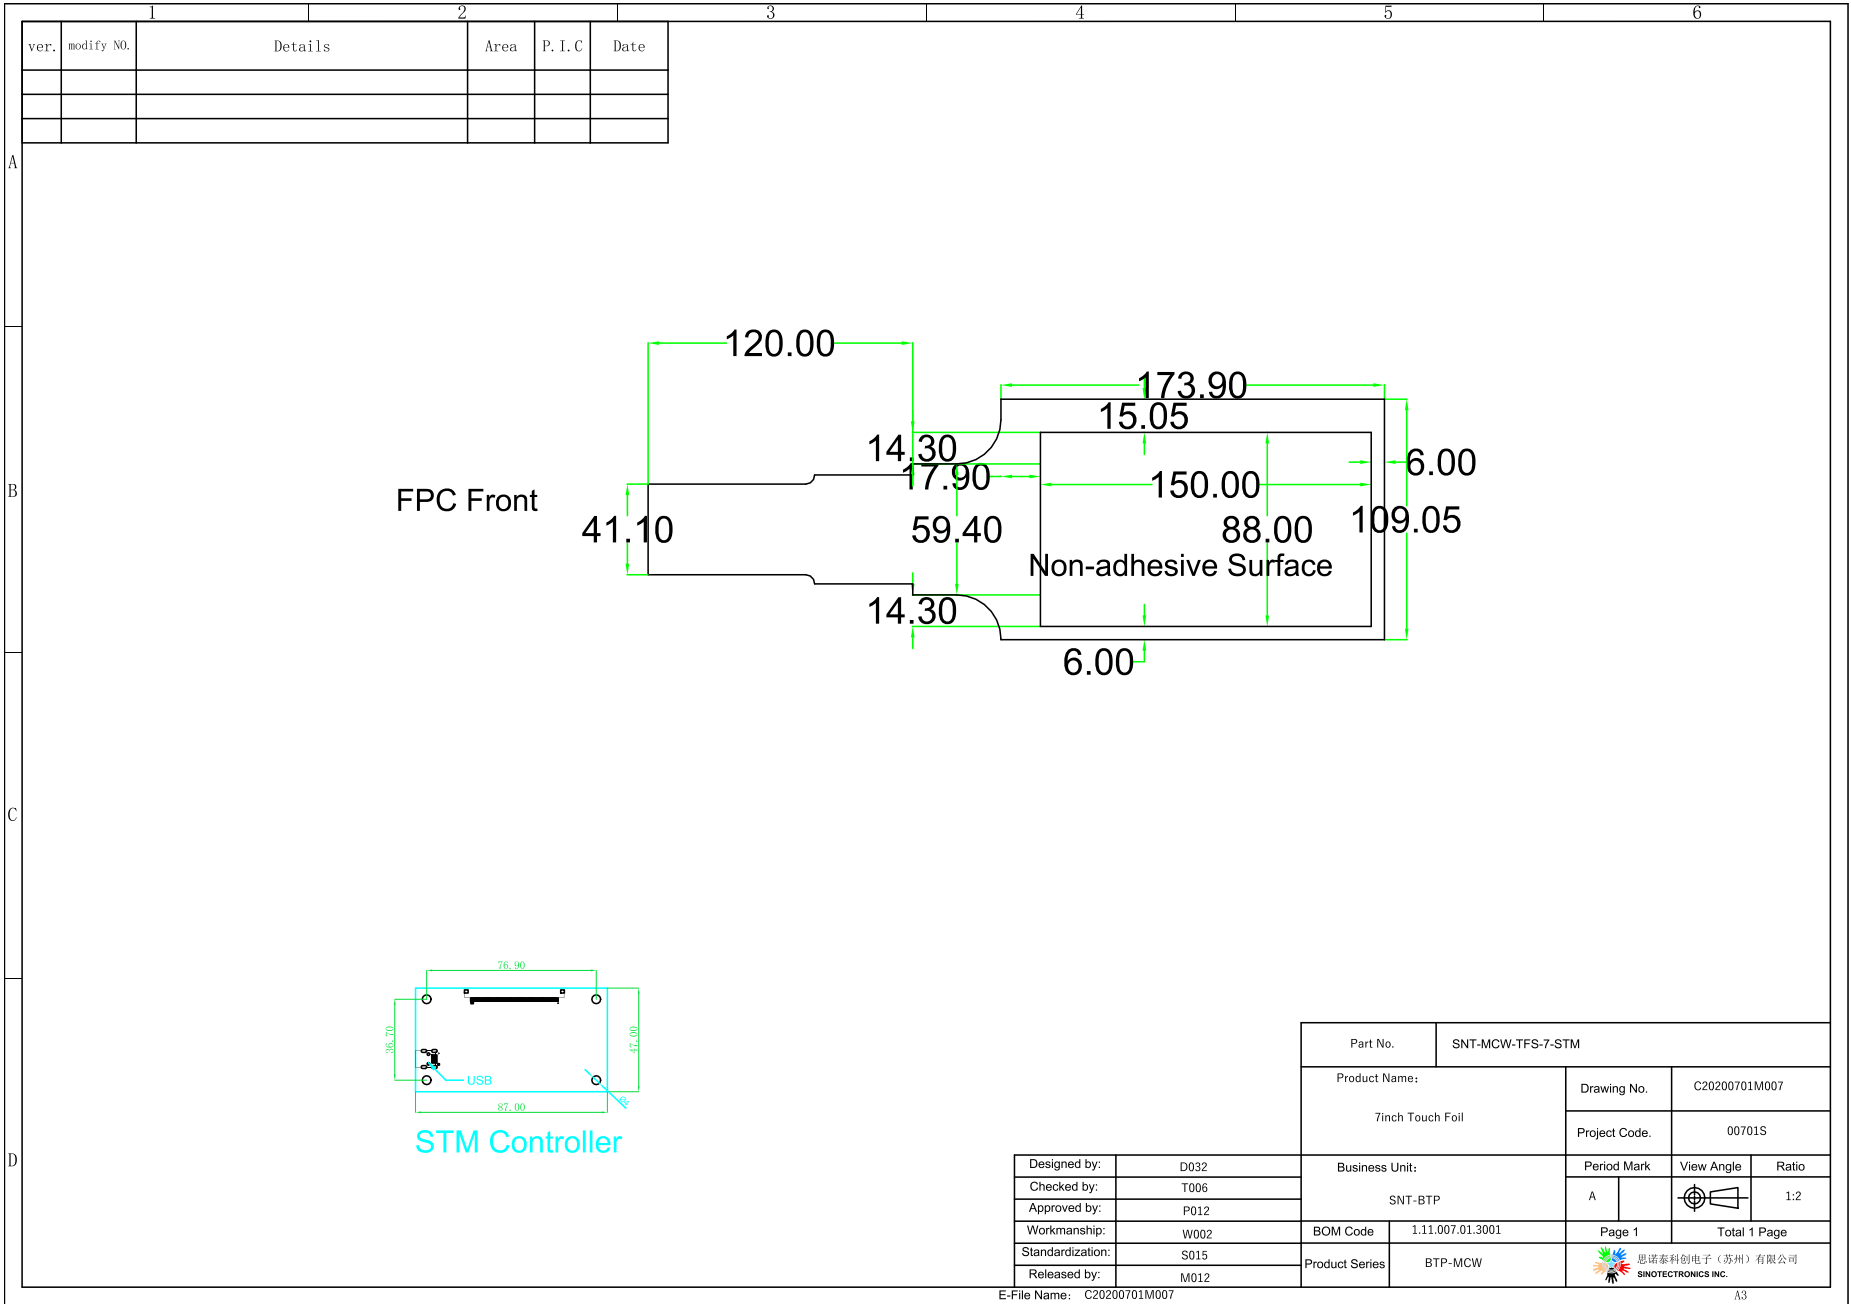 1 2 3 4 5 6
ver. modify NO. Details Area P.I.C Date
A
B
C
D
120.00
173.90
15.05
14.30
17.90
6.00
150.00
FPC Front
41.10
59.40
88.00
109.05
Non-adhesive Surface
14.30
6.00
76.90
36.70
47.00
USB
87.00
STM Controller
Part No. SNT-MCW-TFS-7-STM
Product Name:
7inch Touch Foil
Drawing No. C20200701M007
Project Code. 00701S
Designed by: D032
Checked by: T006
Approved by: P012
Workmanship: W002
Standardization: S015
Released by: M012
Business Unit:
SNT-BTP
Period Mark View Angle Ratio
A 1:2
BOM Code 1.11.007.01.3001
Page 1 Total 1 Page
Product Series BTP-MCW
思诺泰科创电子（苏州）有限公司
SINOTECTRONICS INC.
E-File Name: C20200701M007
A3